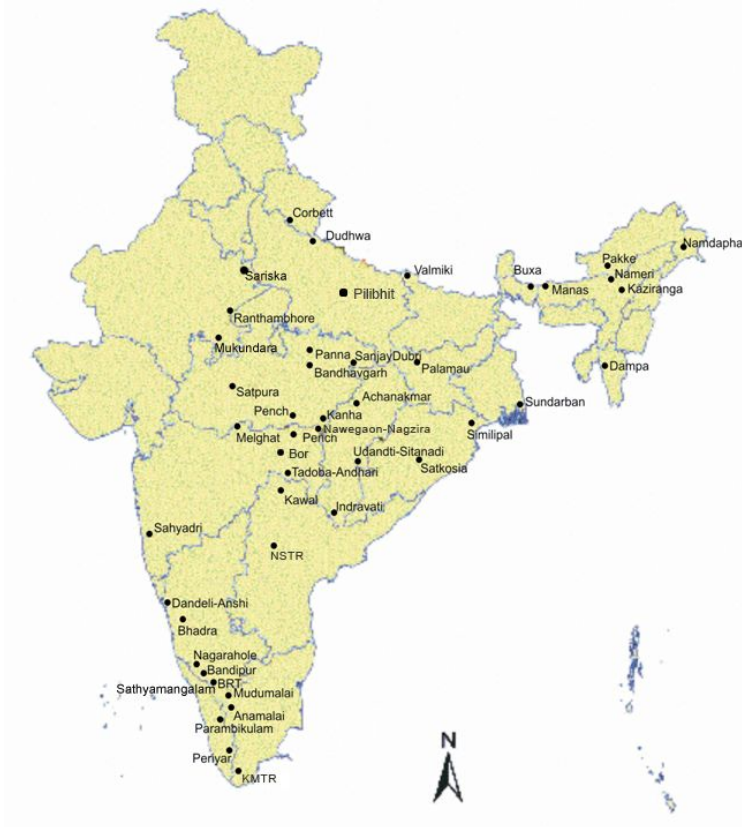 Corbett
Dudhwa
Namdapha
Pakke
Sariska
Valmiki
Buxa
Nameri
Pilibhit
Manas
Kaziranga
Ranthambhore
Mukundara
Panna
SanjayDubri
Bandhavgarh
Palamau
Dampa
Satpura
Achanakmar
Sundarban
Pench
Kanha
Similipal
Nawegaon-Nagzira
Melghat
Pench
Bor
Udandti-Sitanadi
Satkosia
Tadoba-Andhari
Kawal
Indravati
Sahyadri
NSTR
Dandeli-Anshi
Bhadra
Nagarahole
Bandipur
BRT
Sathyamangalam
Mudumalai
Anamalai
Parambikulam
N
Periyar
KMTR